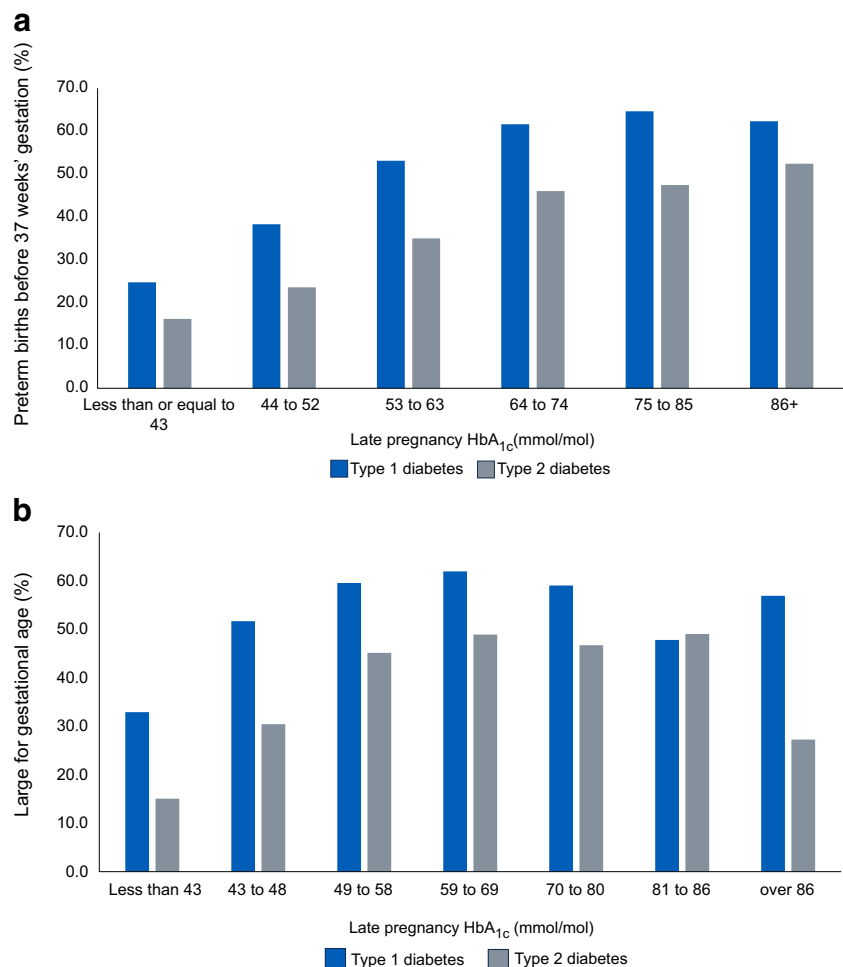 a
Preterm births before 37 weeks' gestation (%)
70.0
60.0
50.0
40.0
30.0
20.0
10.0
0.0
Less than or equal to 43
44 to 52
53 to 63
64 to 74
75 to 85
86+
Late pregnancy HbA1c(mmol/mol)
Type 1 diabetes
Type 2 diabetes
b
Large for gestational age (%)
70.0
60.0
50.0
40.0
30.0
20.0
10.0
0.0
Less than 43
43 to 48
49 to 58
59 to 69
70 to 80
81 to 86
over 86
Late pregnancy HbA1c (mmol/mol)
Type 1 diabetes
Type 2 diabetes